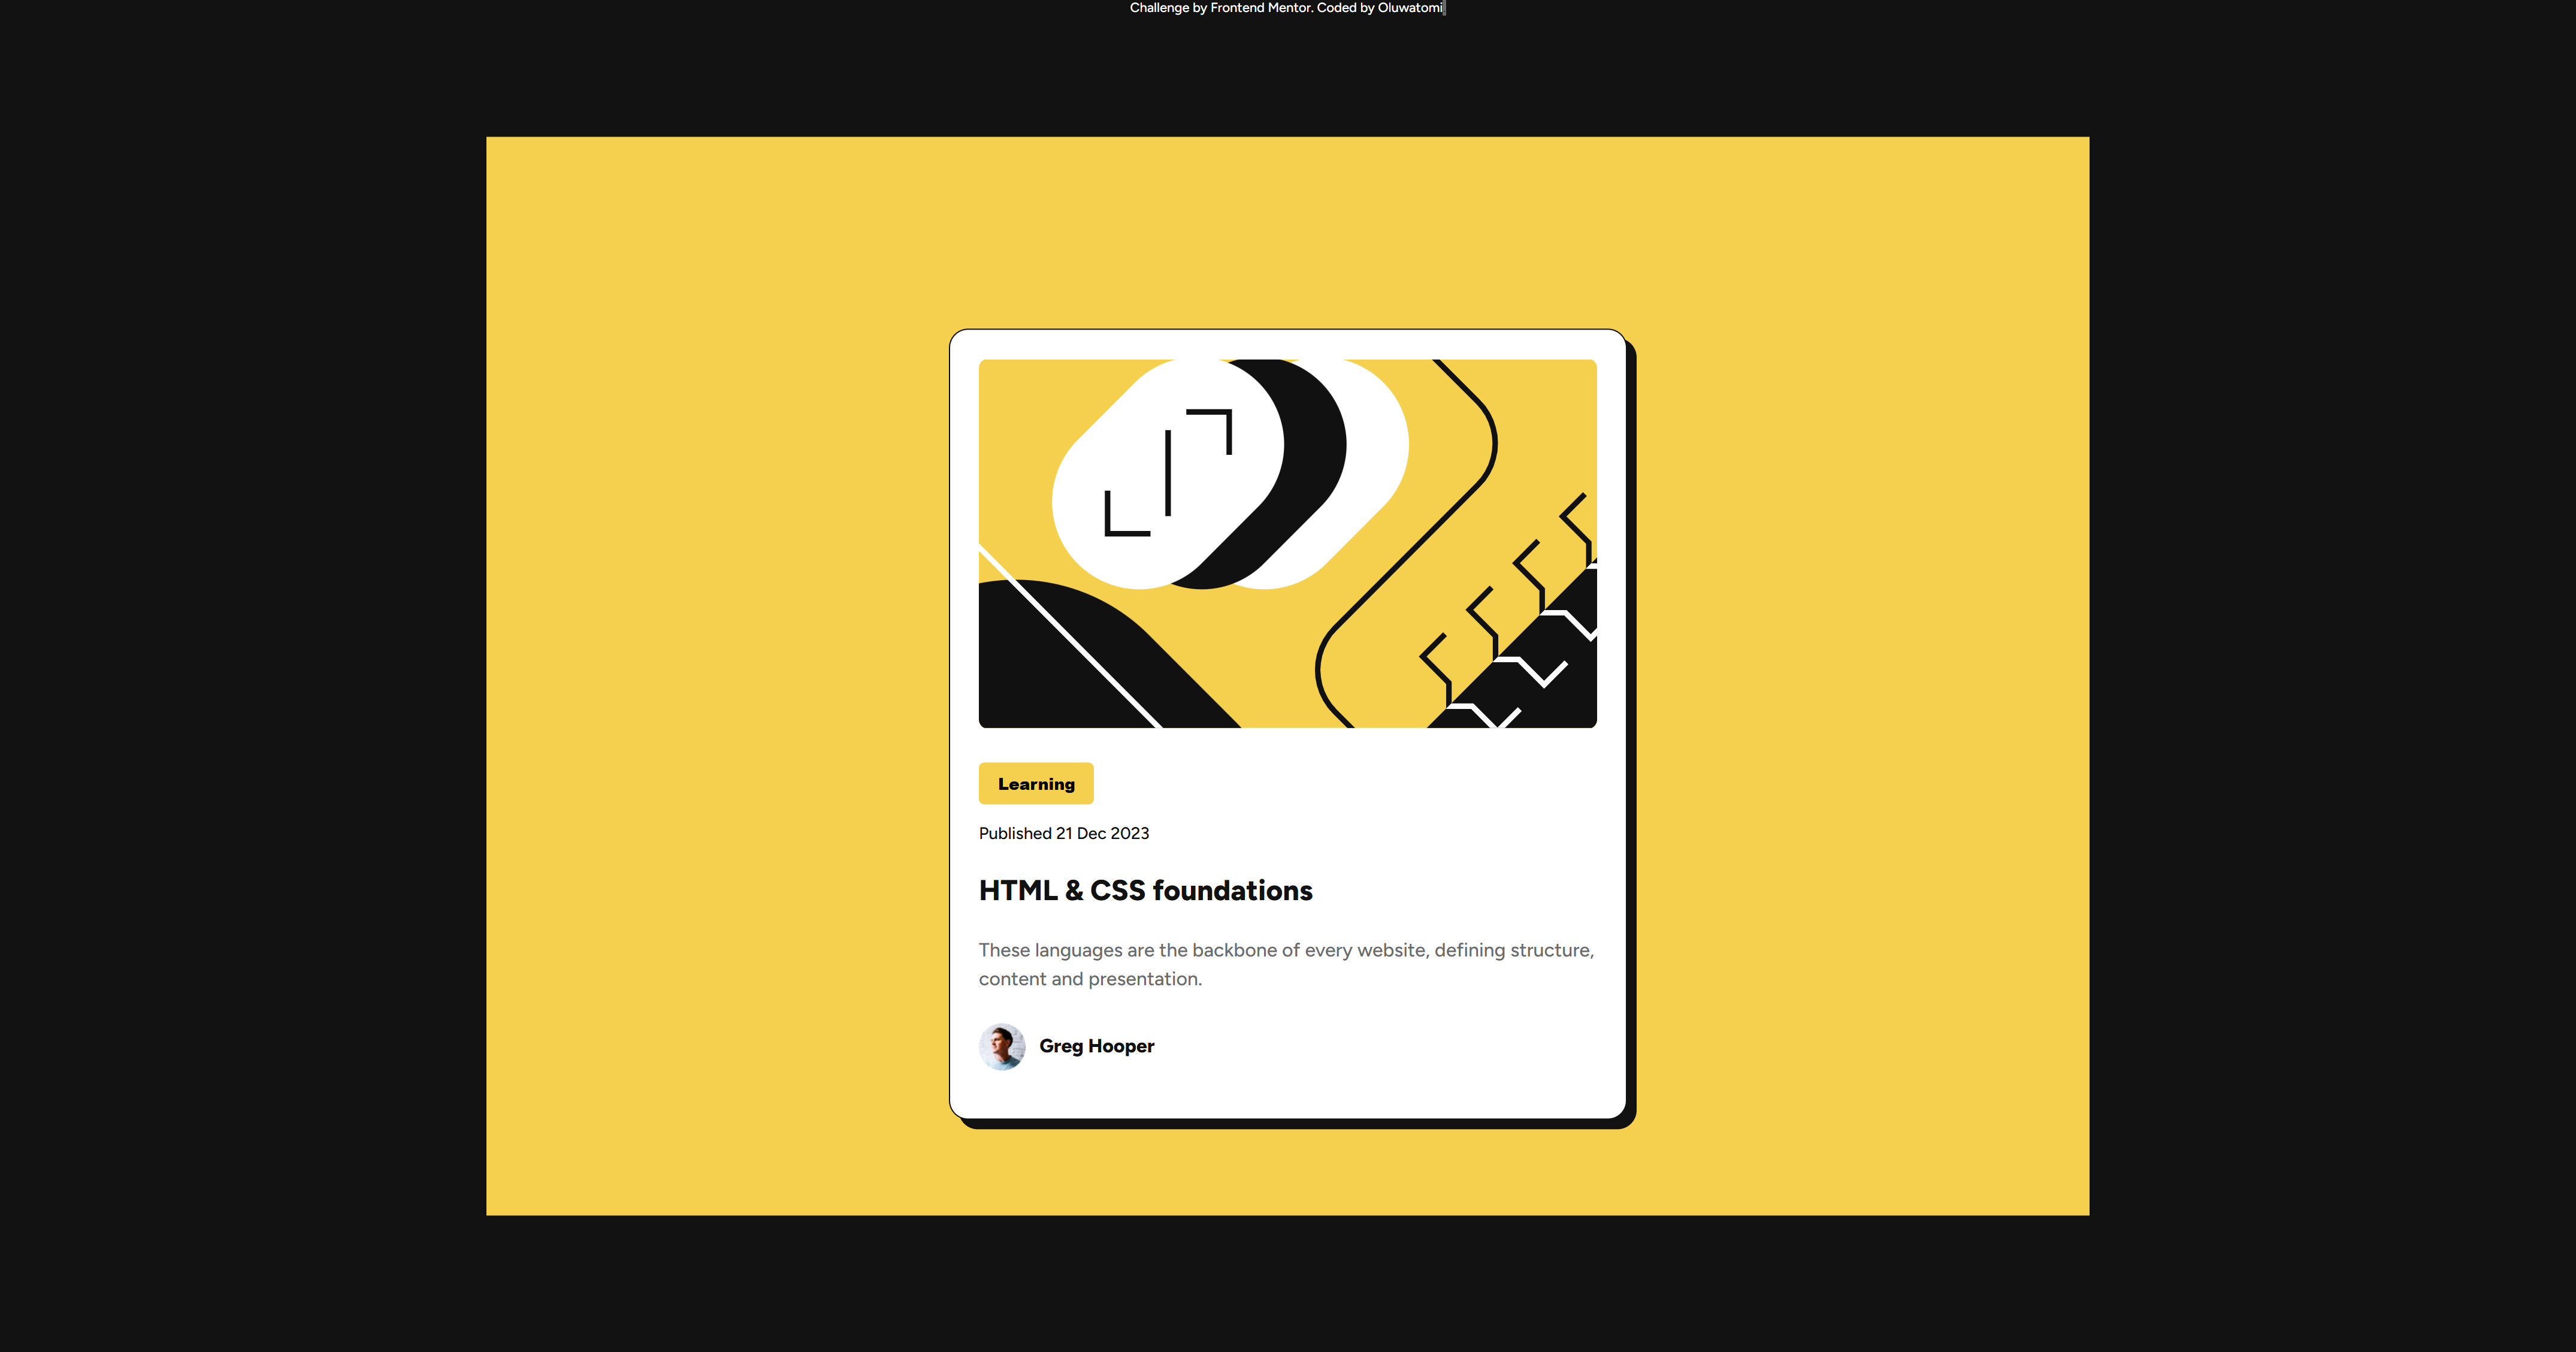 Challenge by Frontend Mentor. Coded by Oluwatomi
Learning
Published 21 Dec 2023
HTML & CSS foundations
These languages are the backbone of every website, defining structure,
content and presentation.
Greg Hooper